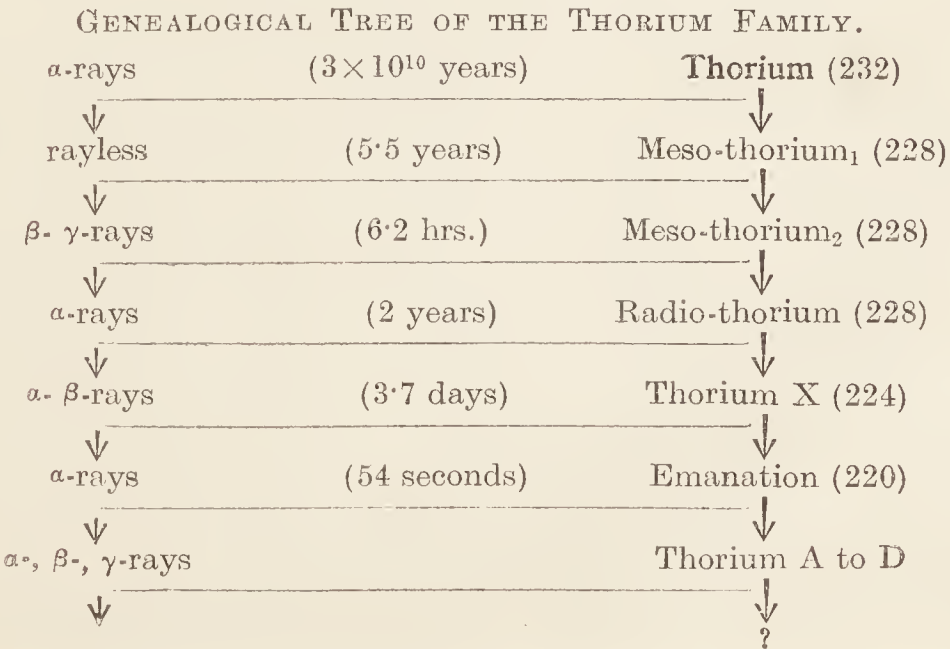 GENEALOGICAL TREE OF THE THORIUM FAMILY.
α-rays (3×10¹⁰ years) Thorium (232)
rayless (5·5 years) Meso-thorium₁ (228)
β- γ-rays (6·2 hrs.) Meso-thorium₂ (228)
α-rays (2 years) Radio-thorium (228)
α- β-rays (3·7 days) Thorium X (224)
α-rays (54 seconds) Emanation (220)
α-, β-, γ-rays Thorium A to D
?